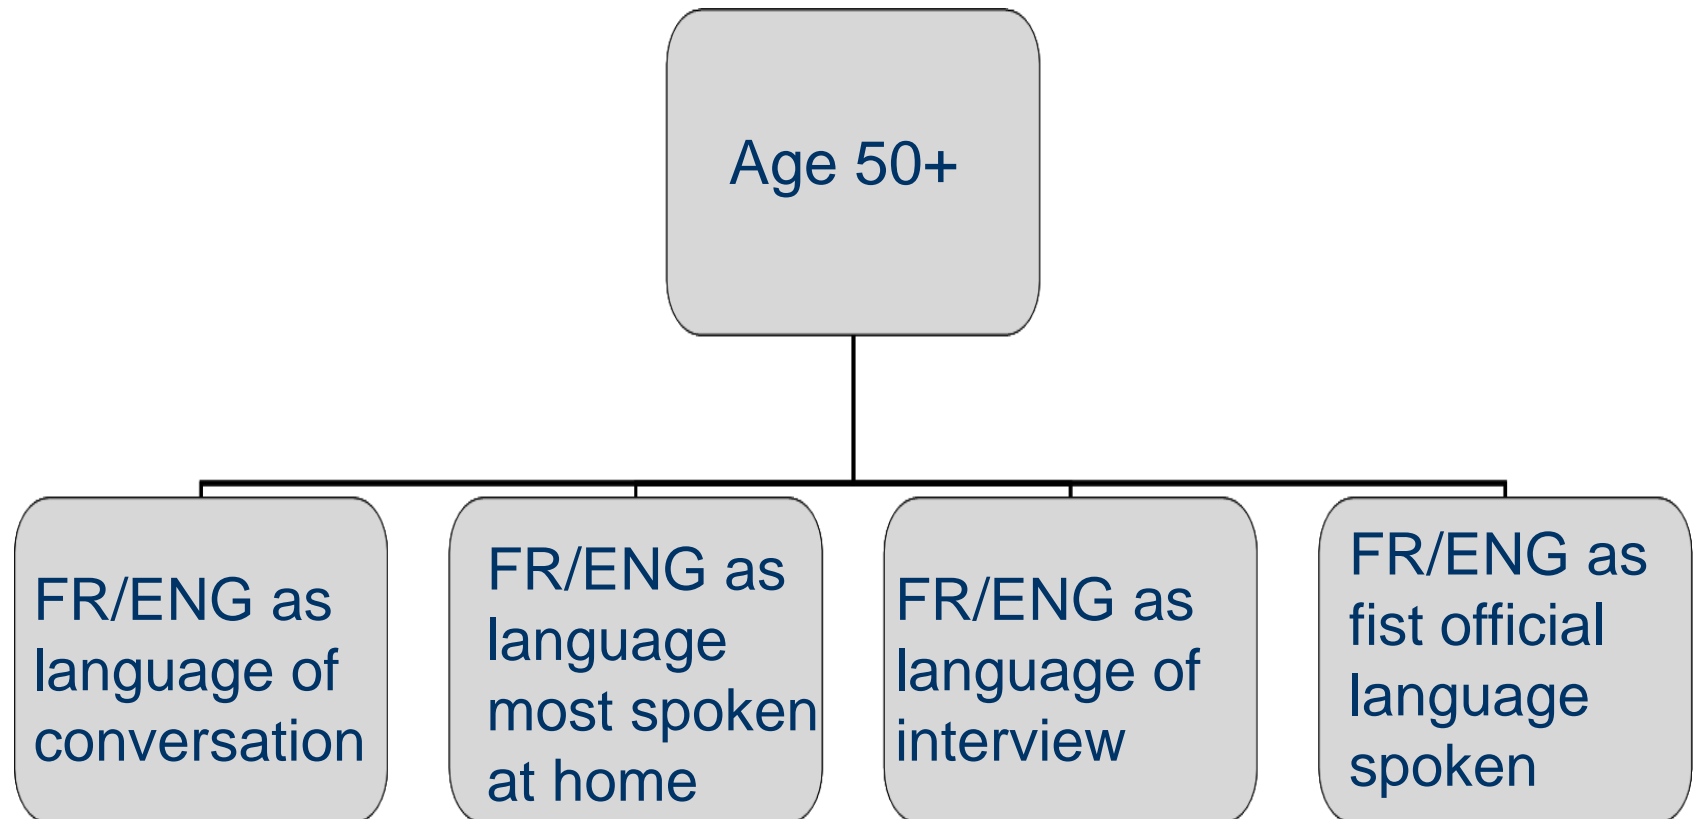 Age 50+
FR/ENG as
language of
conversation
FR/ENG as
language
most spoken
at home
FR/ENG as
language of
interview
FR/ENG as
fist official
language
spoken